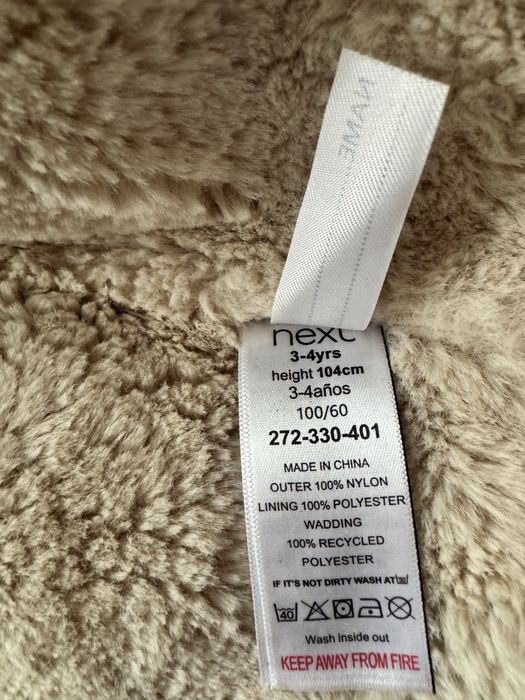 NAME
next
3-4yrs
height 104cm
3-4años
100/60
272-330-401
MADE IN CHINA
OUTER 100% NYLON
LINING 100% POLYESTER
WADDING
100% RECYCLED
POLYESTER
IF IT'S NOT DIRTY WASH AT
40
Wash inside out
KEEP AWAY FROM FIRE